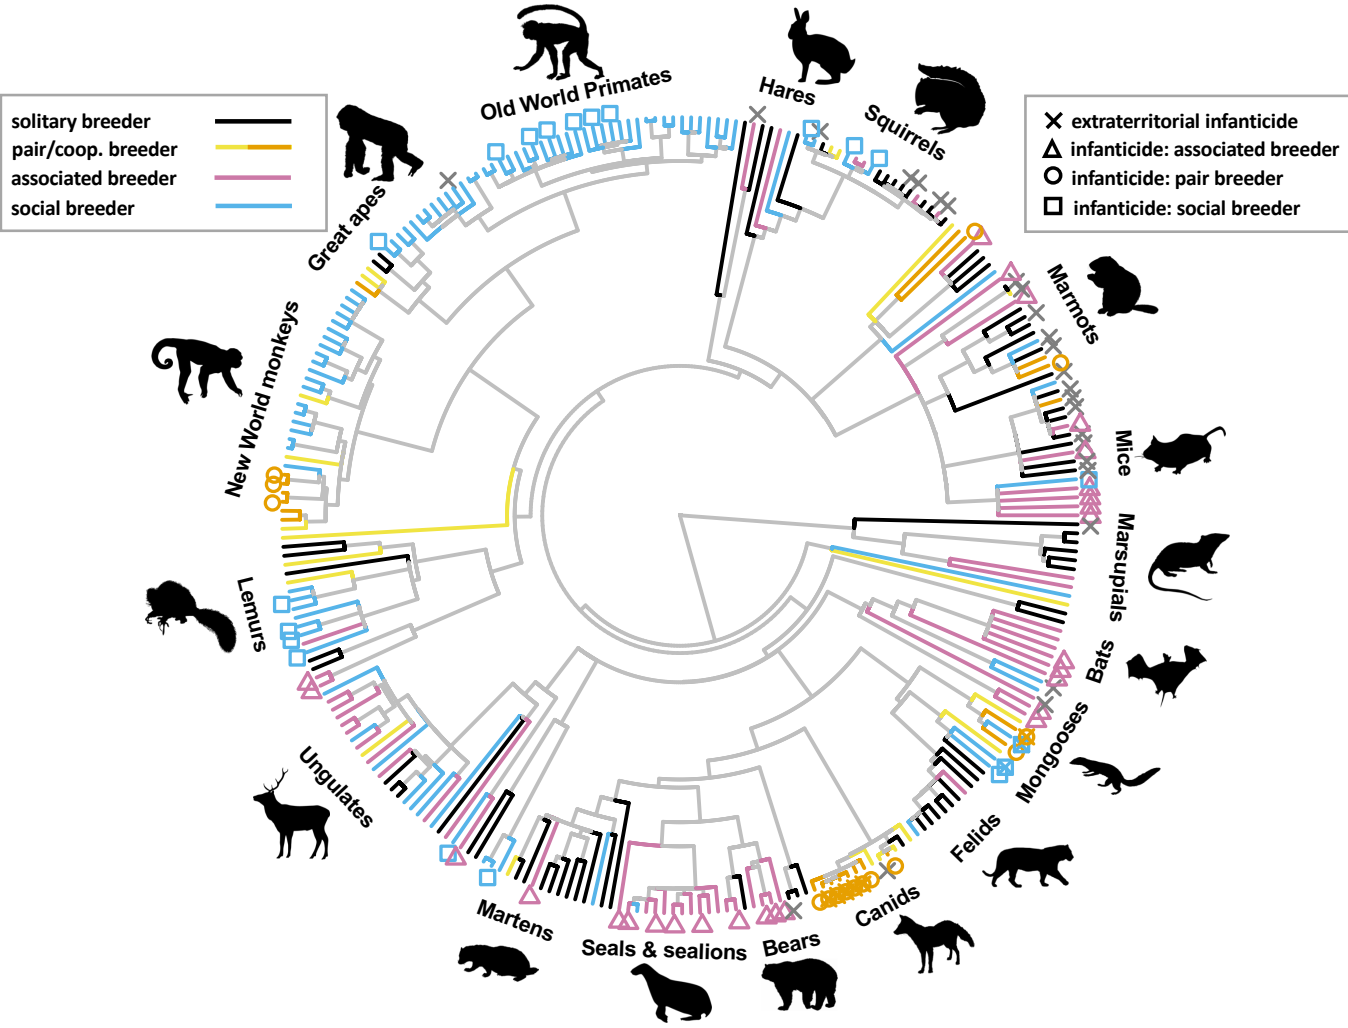 solitary breeder
pair/coop. breeder
associated breeder
social breeder
extraterritorial infanticide
infanticide: associated breeder
infanticide: pair breeder
infanticide: social breeder
Old World Primates
Hares
Squirrels
Marmots
Mice
Marsupials
Bats
Mongooses
Felids
Canids
Bears
Seals & sealions
Martens
Ungulates
Lemurs
New World monkeys
Great apes